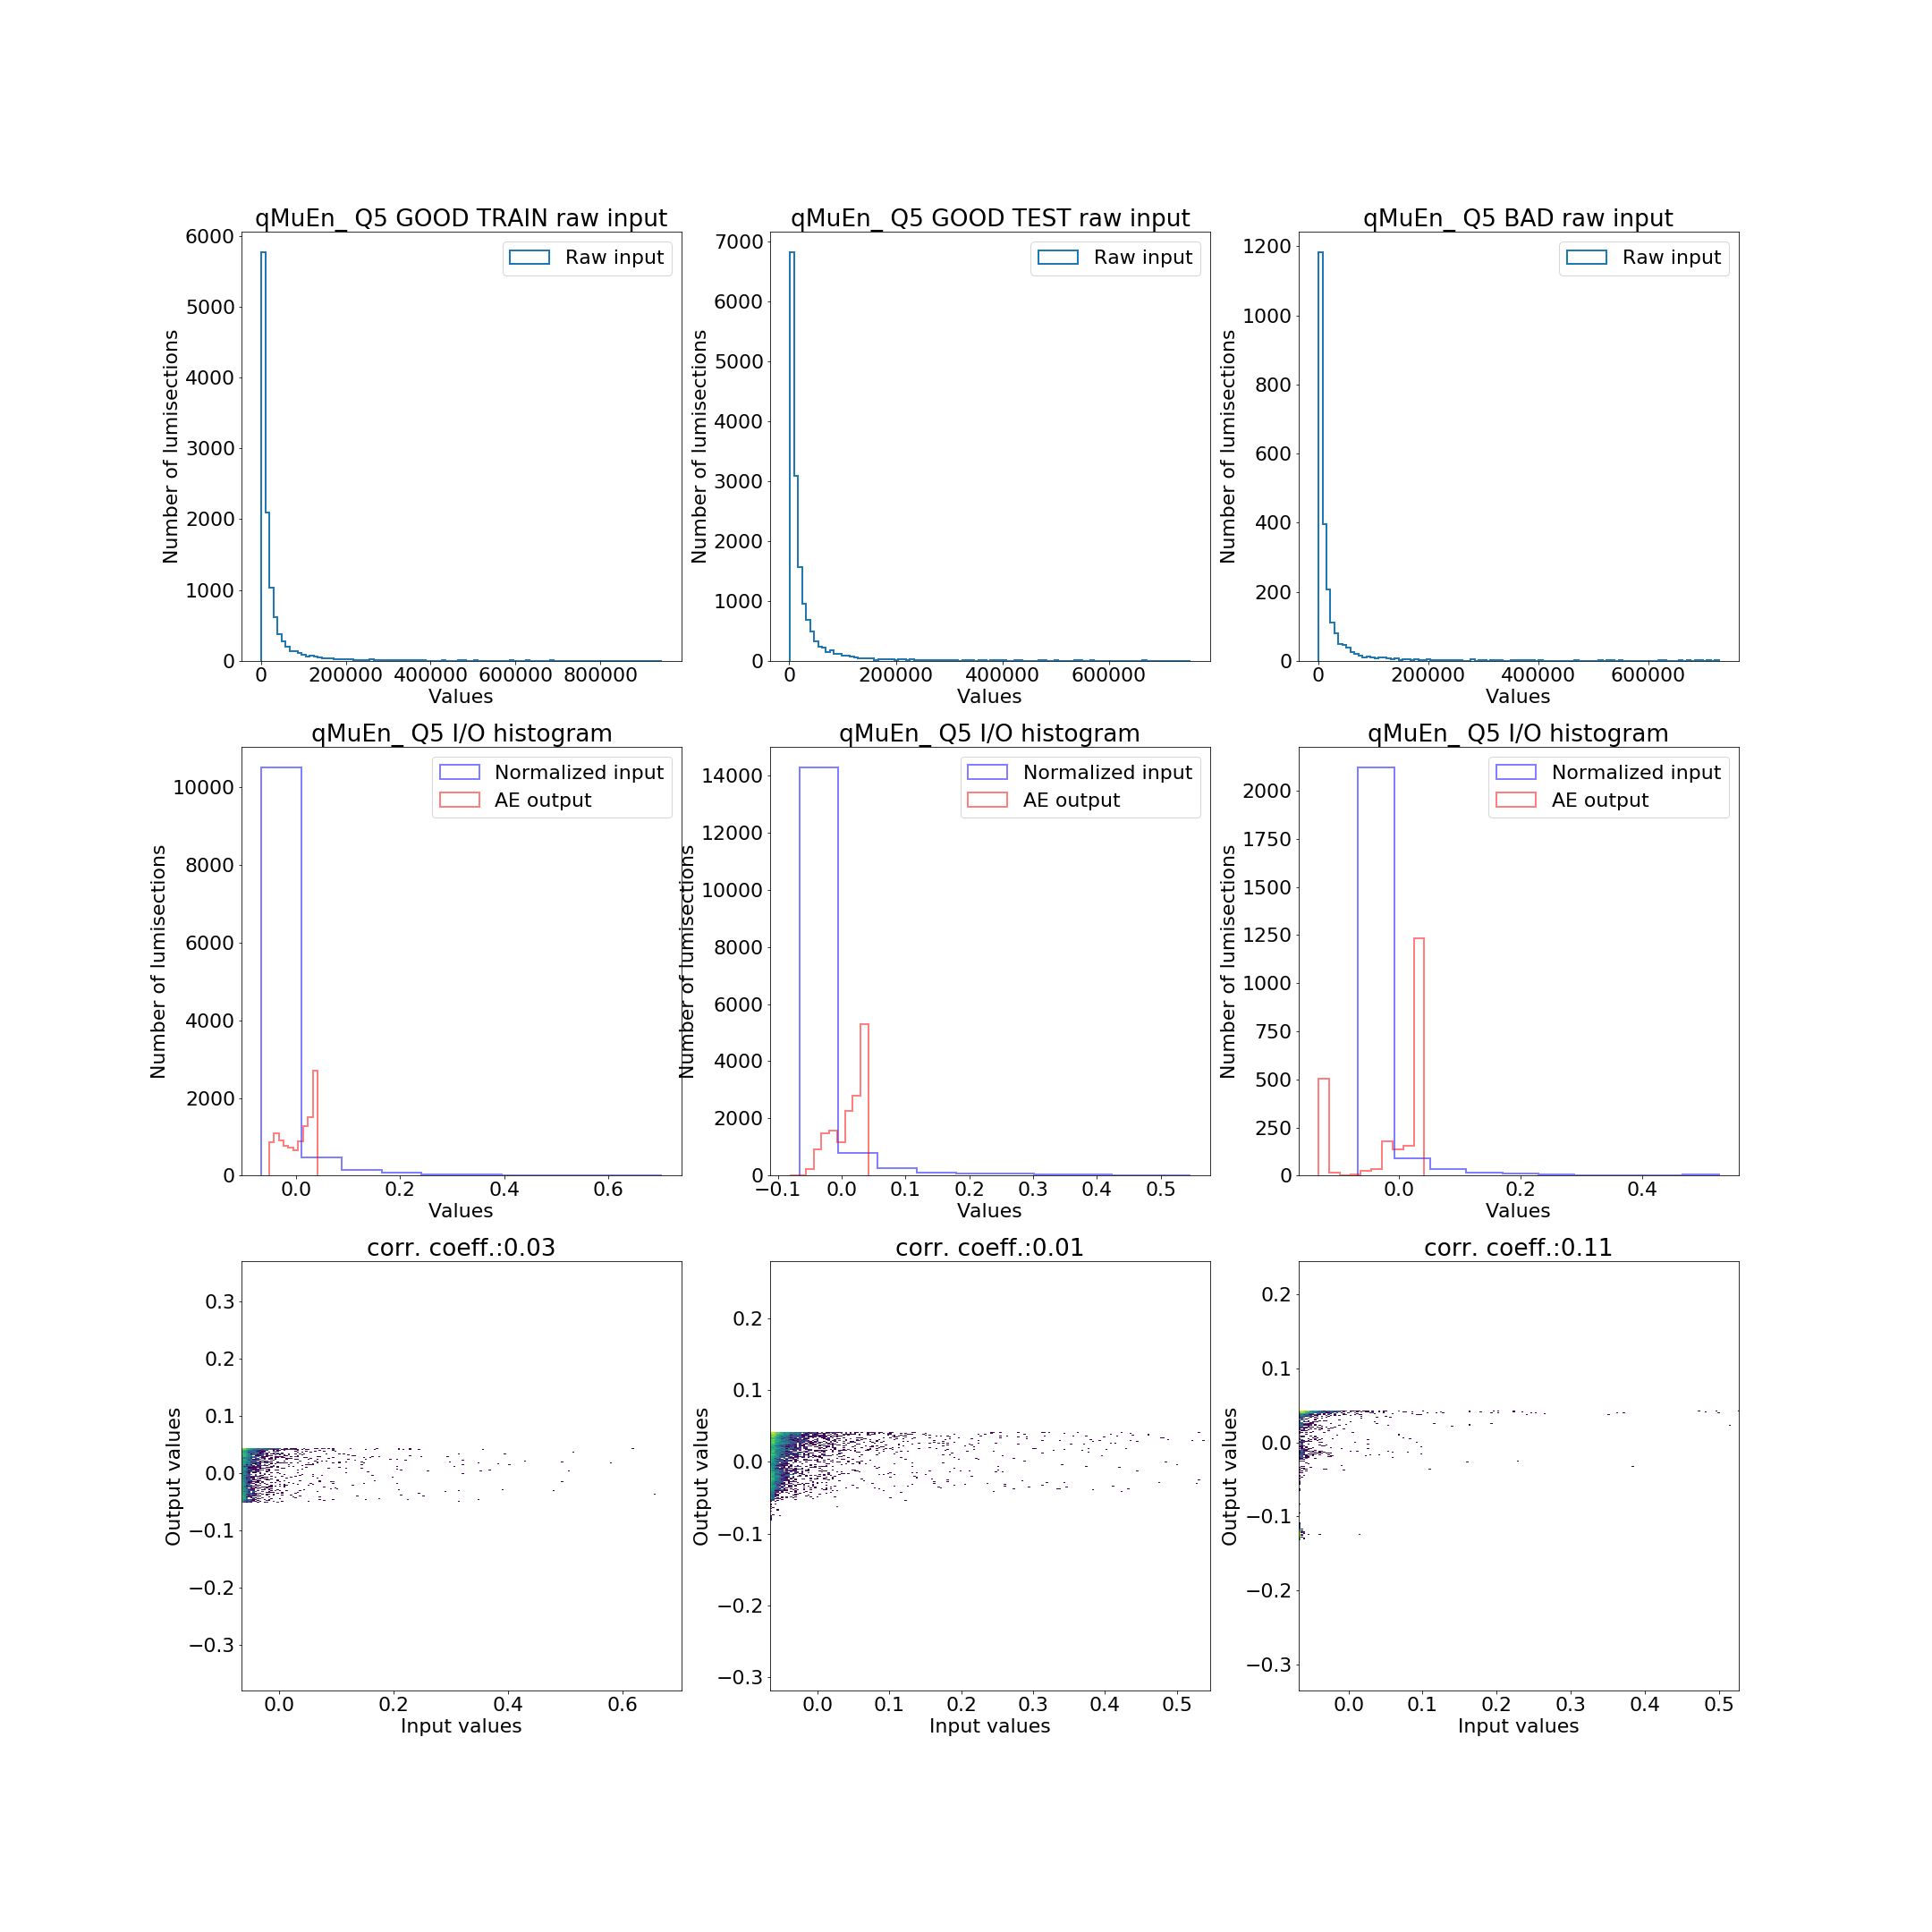 qMuEn_ Q5 GOOD TRAIN raw input
Raw input
6000
5000
4000
3000
2000
1000
0
Number of lumisections
0 200000 400000 600000 800000
Values
qMuEn_ Q5 GOOD TEST raw input
Raw input
7000
6000
5000
4000
3000
2000
1000
0
Number of lumisections
0 200000 400000 600000
Values
qMuEn_ Q5 BAD raw input
Raw input
1200
1000
800
600
400
200
0
Number of lumisections
0 200000 400000 600000
Values
qMuEn_ Q5 I/O histogram
Normalized input
AE output
10000
8000
6000
4000
2000
0
Number of lumisections
0.0 0.2 0.4 0.6
Values
qMuEn_ Q5 I/O histogram
Normalized input
AE output
14000
12000
10000
8000
6000
4000
2000
0
Number of lumisections
−0.1 0.0 0.1 0.2 0.3 0.4 0.5
Values
qMuEn_ Q5 I/O histogram
Normalized input
AE output
2000
1750
1500
1250
1000
750
500
250
0
Number of lumisections
0.0 0.2 0.4
Values
corr. coeff.:0.03
0.3
0.2
0.1
0.0
−0.1
−0.2
−0.3
Output values
0.0 0.2 0.4 0.6
Input values
corr. coeff.:0.01
0.2
0.1
0.0
−0.1
−0.2
−0.3
Output values
0.0 0.1 0.2 0.3 0.4 0.5
Input values
corr. coeff.:0.11
0.2
0.1
0.0
−0.1
−0.2
−0.3
Output values
0.0 0.1 0.2 0.3 0.4 0.5
Input values